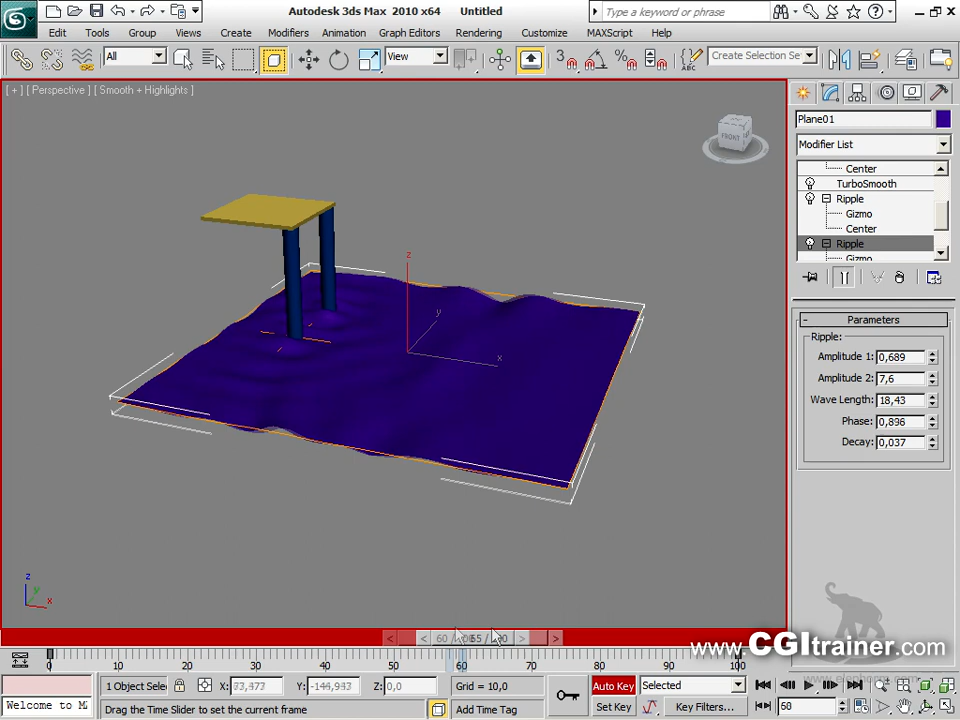 Autodesk 3ds Max 2010 x64 Untitled
Type a keyword or phrase
Edit Tools Group Views Create Modifiers Animation Graph Editors Rendering Customize MAXScript Help
All
View
3
Create Selection Se
[ + ] [ Perspective ] [ Smooth + Highlights ]
FRONT
Plane01
Modifier List
Center
TurboSmooth
Ripple
Gizmo
Center
Ripple
Gizmo
- Parameters
Ripple:
Amplitude 1: 0,689
Amplitude 2: 7,6
Wave Length: 18,43
Phase: 0,896
Decay: 0,037
z
y
x
z
y
x
www.CGItrainer.com
0 10 20 30 40 50 60 70 80 90 100
1 Object Selec
X: 73,473
Y: -144,943
Z: 0,0
Grid = 10,0
Auto Key
Selected
Welcome to M
Drag the Time Slider to set the current frame
Add Time Tag
Set Key
Key Filters...
60